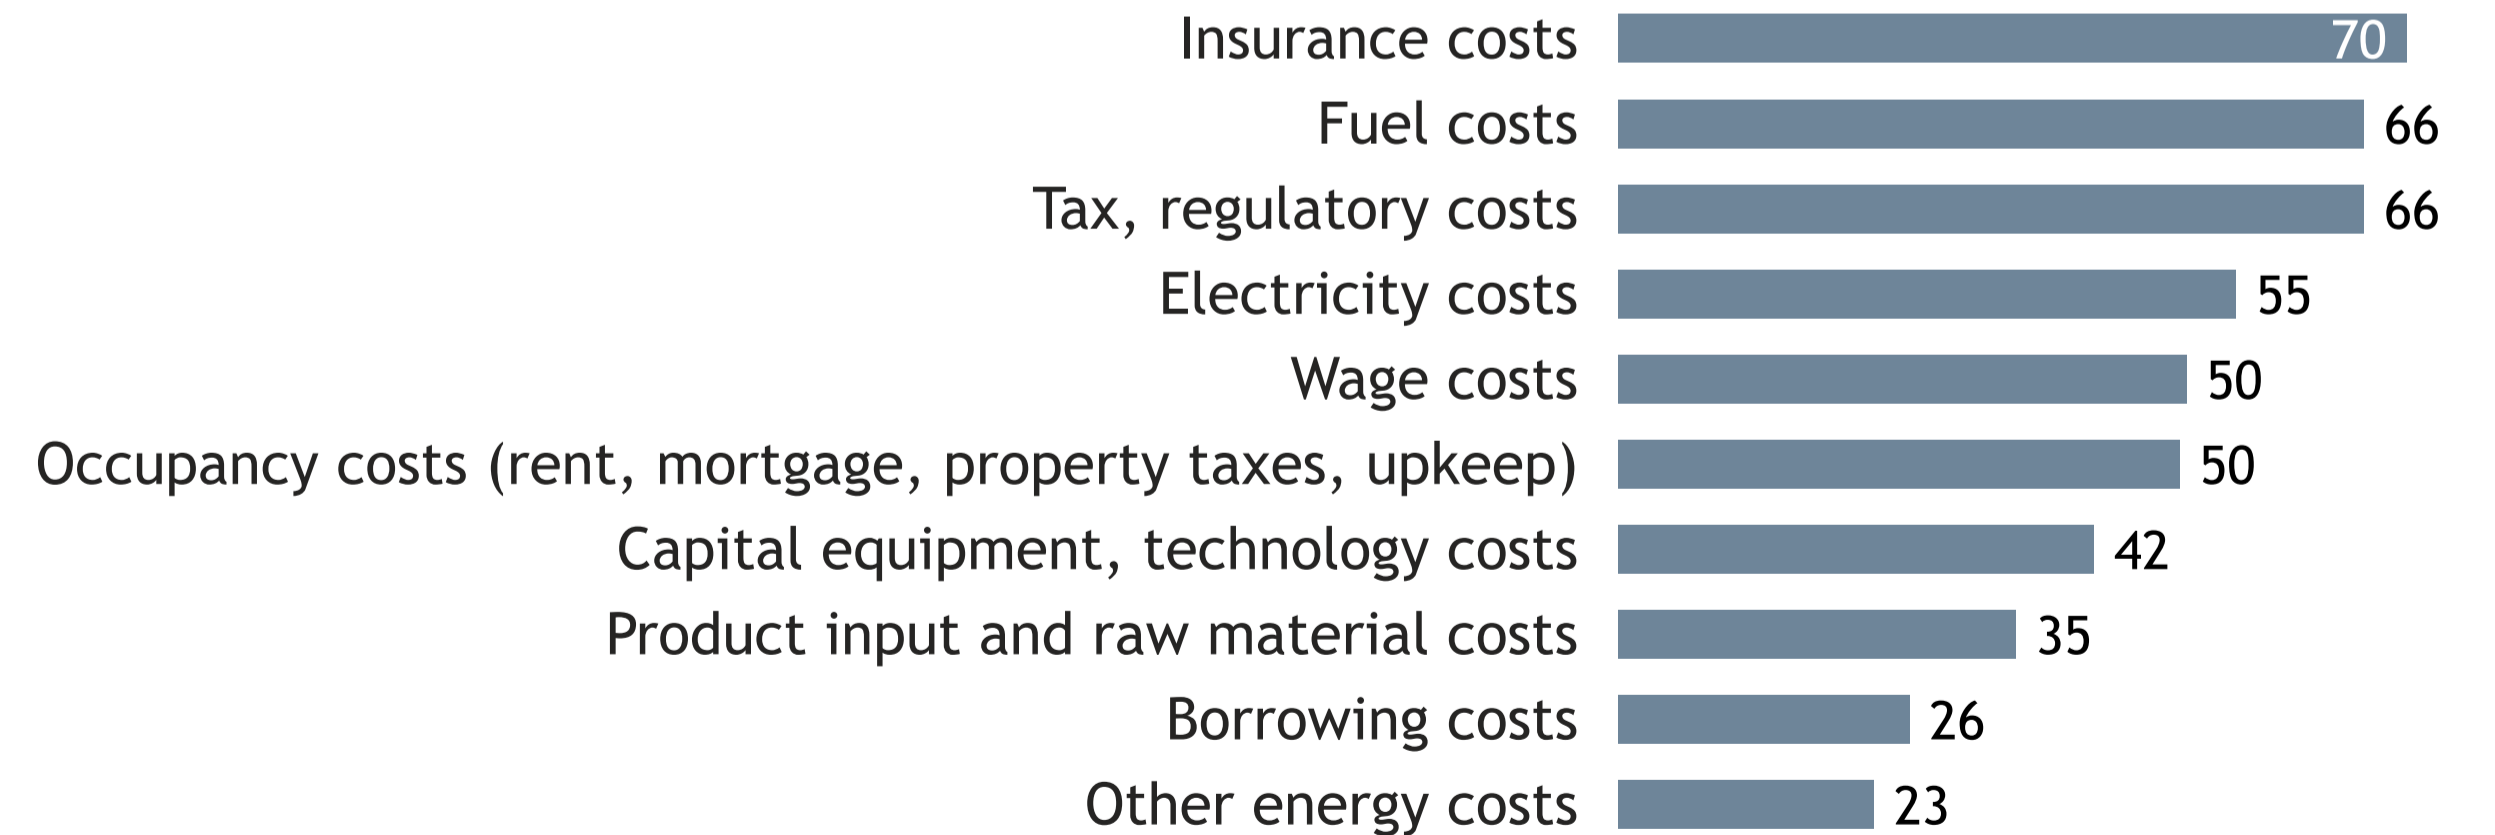 Insurance costs 70
Fuel costs 66
Tax, regulatory costs 66
Electricity costs 55
Wage costs 50
Occupancy costs (rent, mortgage, property taxes, upkeep) 50
Capital equipment, technology costs 42
Product input and raw material costs 35
Borrowing costs 26
Other energy costs 23